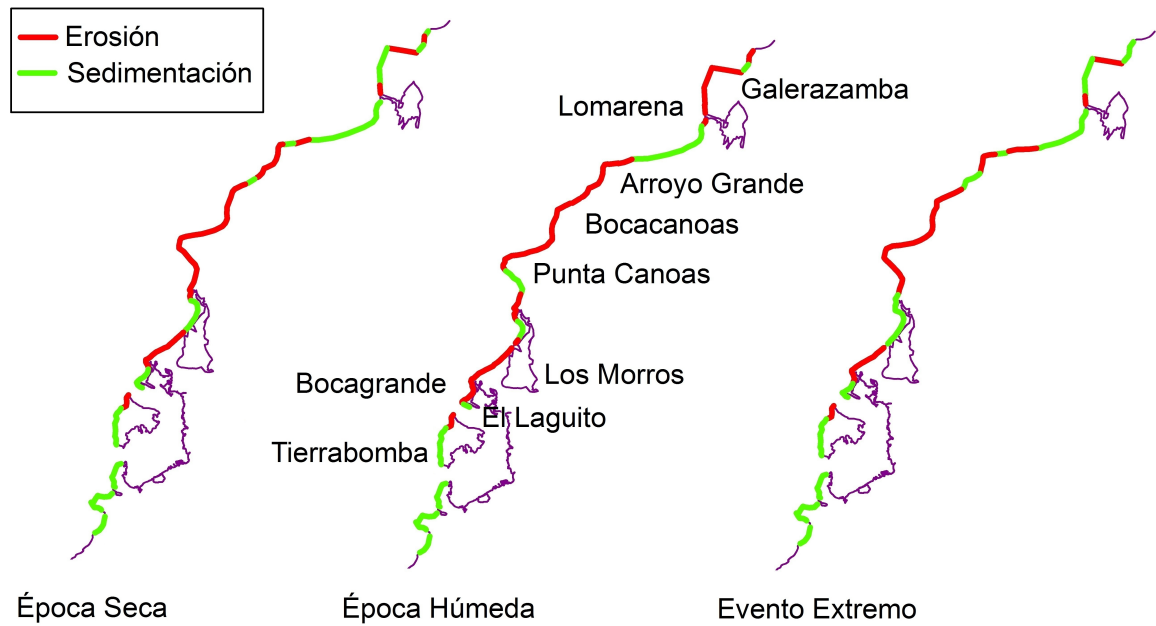 Erosión
Sedimentación
Galerazamba
Lomarena
Arroyo Grande
Bocacanoas
Punta Canoas
Los Morros
Bocagrande
El Laguito
Tierrabomba
Época Seca
Época Húmeda
Evento Extremo